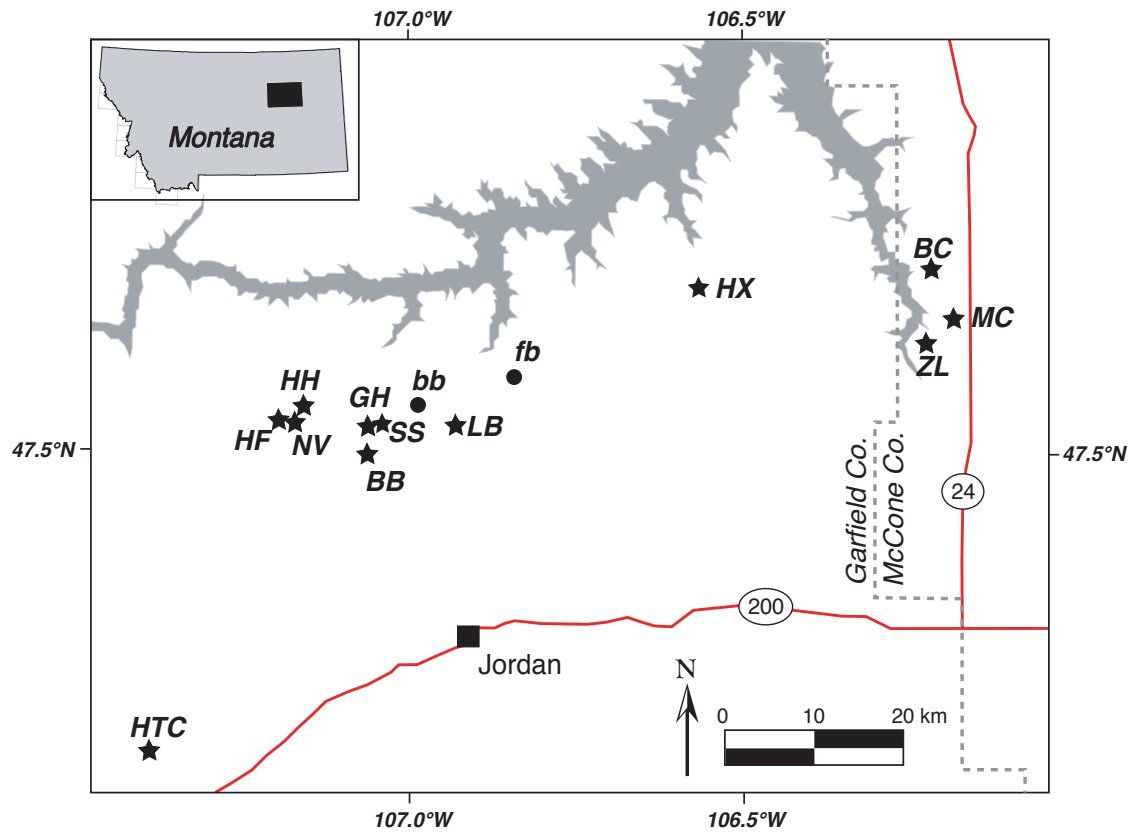 107.0°W 106.5°W
Montana
BC
HX
MC
fb
ZL
HH
GH
bb
HF
NV
SS
LB
47.5°N
47.5°N
BB
Garfield Co.
McCone Co.
24
200
Jordan
N
0 10 20 km
HTC
107.0°W 106.5°W